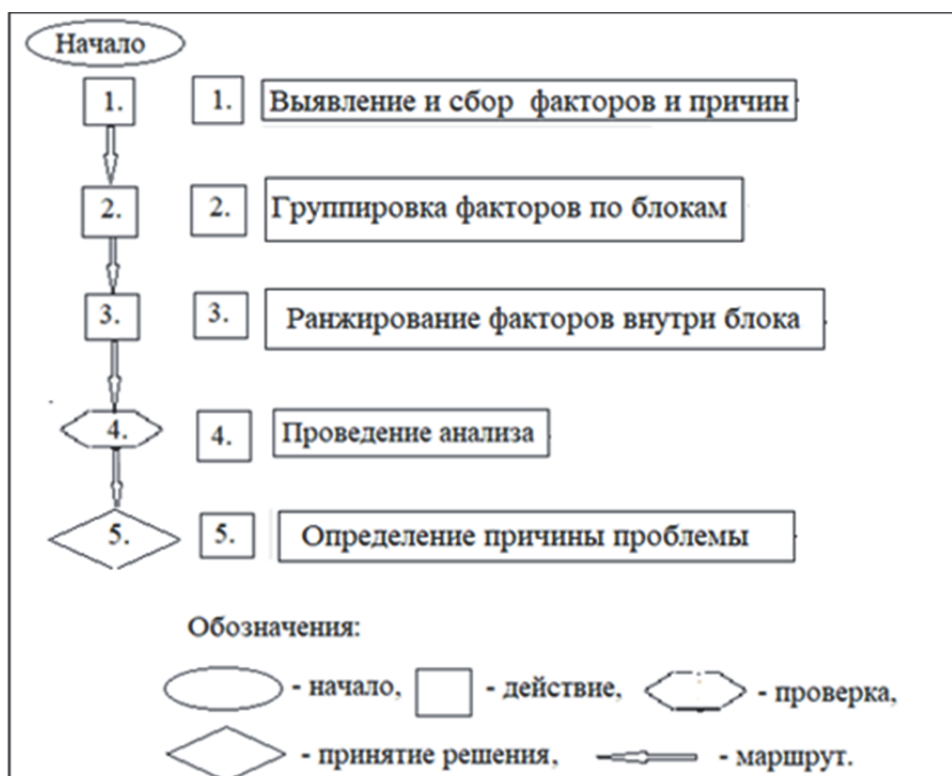 Начало
1. 1. Выявление и сбор факторов и причин
2. 2. Группировка факторов по блокам
3. 3. Ранжирование факторов внутри блока
4. 4. Проведение анализа
5. 5. Определение причины проблемы
Обозначения:
- начало, - действие, - проверка,
- принятие решения, - маршрут.